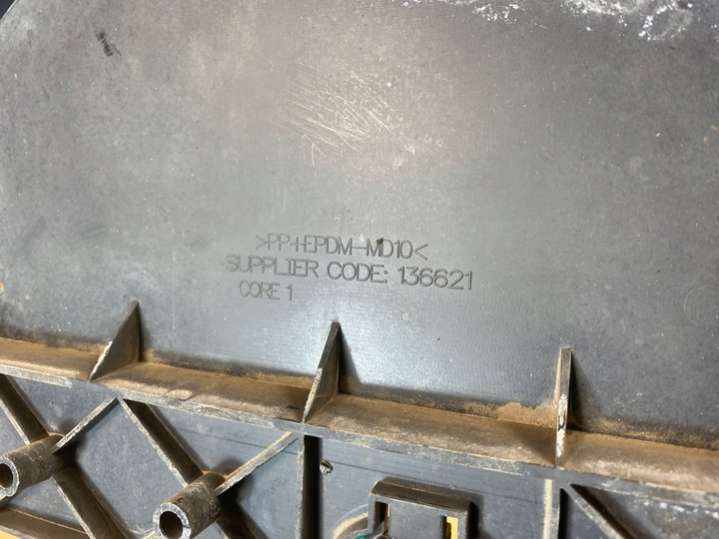 >PP+EPDM-MD10<
SUPPLIER CODE: 136621
CORE 1